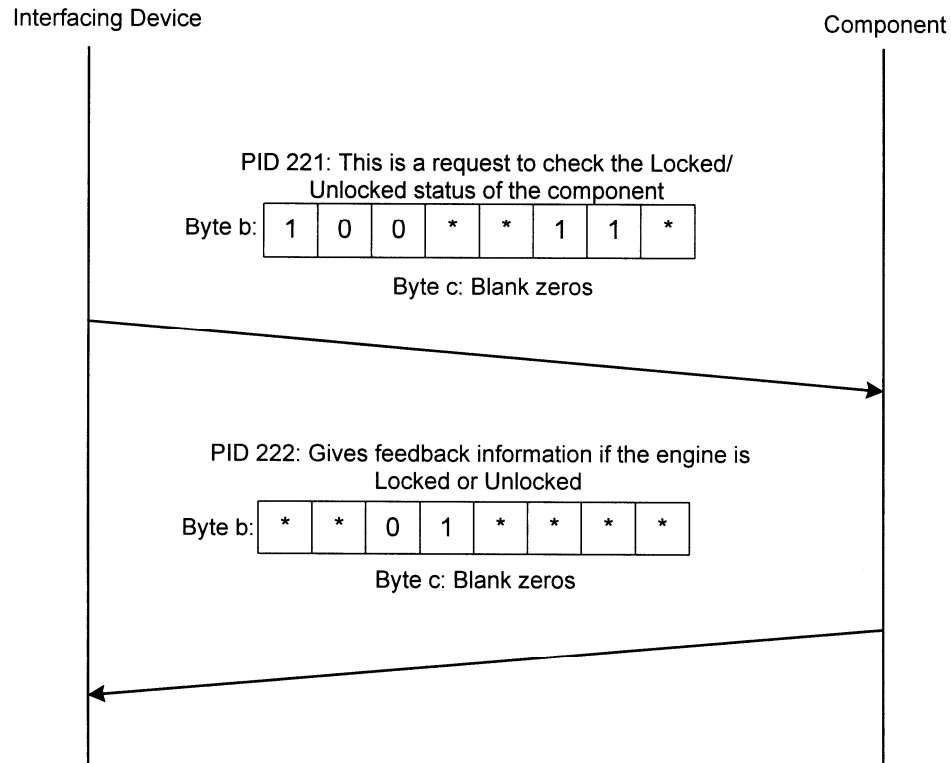 Interfacing Device
Component
PID 221: This is a request to check the Locked/
Unlocked status of the component
Byte b: 1 0 0 * * 1 1 *
Byte c: Blank zeros
PID 222: Gives feedback information if the engine is
Locked or Unlocked
Byte b: * * 0 1 * * * *
Byte c: Blank zeros